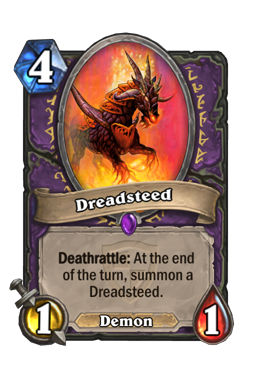 4
Dreadsteed
Deathrattle: At the end
of the turn, summon a
Dreadsteed.
1
Demon
1